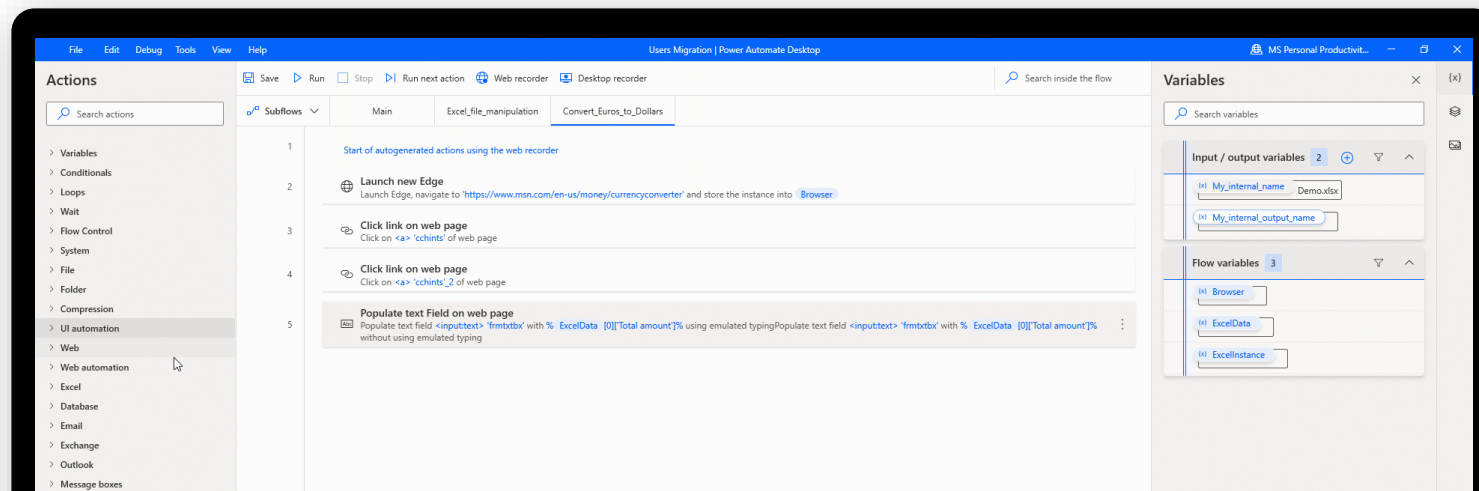 File Edit Debug Tools View Help
Users Migration | Power Automate Desktop
MS Personal Productivit...
Actions
Search actions
Variables
Conditionals
Loops
Wait
Flow Control
System
File
Folder
Compression
UI automation
Web
Web automation
Excel
Database
Email
Exchange
Outlook
Message boxes
Save Run Stop Run next action Web recorder Desktop recorder
Search inside the flow
Subflows Main Excel_file_manipulation Convert_Euros_to_Dollars
1 Start of autogenerated actions using the web recorder
2 Launch new Edge
Launch Edge, navigate to 'https://www.msn.com/en-us/money/currencyconverter' and store the instance into Browser
3 Click link on web page
Click on <a> 'cchints' of web page
4 Click link on web page
Click on <a> 'cchints'_2 of web page
5 Populate text Field on web page
Populate text field <input:text> 'frmtxtbx' with % ExcelData [0]['Total amount']% using emulated typingPopulate text field <input:text> 'frmtxtbx' with % ExcelData [0]['Total amount']%
without using emulated typing
Variables
{x}
Search variables
Input / output variables 2
(x) My_internal_name Demo.xlsx
(x) My_internal_output_name
Flow variables 3
(x) Browser
(x) ExcelData
(x) ExcelInstance